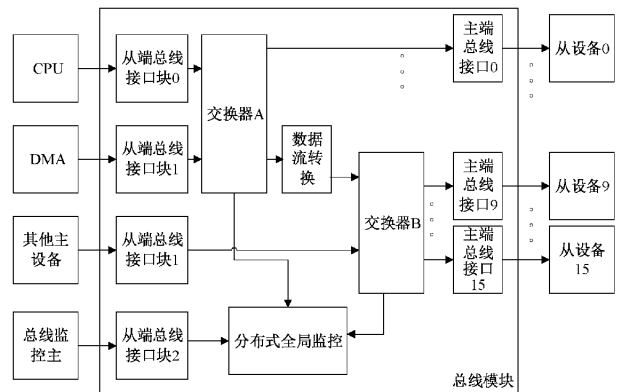 CPU
从端总线
接口块0
交换器A
主端
总线
接口0
从设备0
DMA
从端总线
接口块1
数据
流转
换
交换器B
主端
总线
接口9
从设备9
其他主
设备
从端总线
接口块1
主端
总线
接口
15
从设备
15
总线监
控主
从端总线
接口块2
分布式全局监控
总线模块